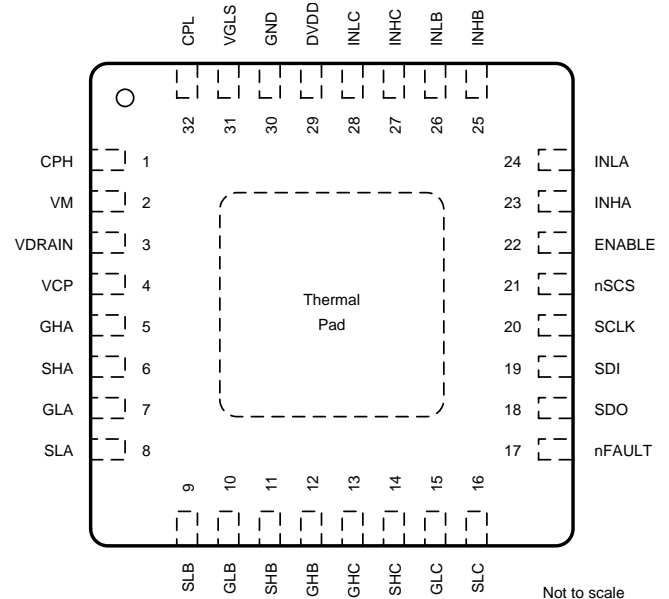 CPL VGLS GND DVDD INLC INHC INLB INHB
32 31 30 29 28 27 26 25
CPH 1 24 INLA
VM 2 23 INHA
VDRAIN 3 22 ENABLE
VCP 4 21 nSCS
GHA 5 20 SCLK
SHA 6 19 SDI
GLA 7 18 SDO
SLA 8 17 nFAULT
Thermal
Pad
9 10 11 12 13 14 15 16
SLB GLB SHB GHB GHC SHC GLC SLC
Not to scale